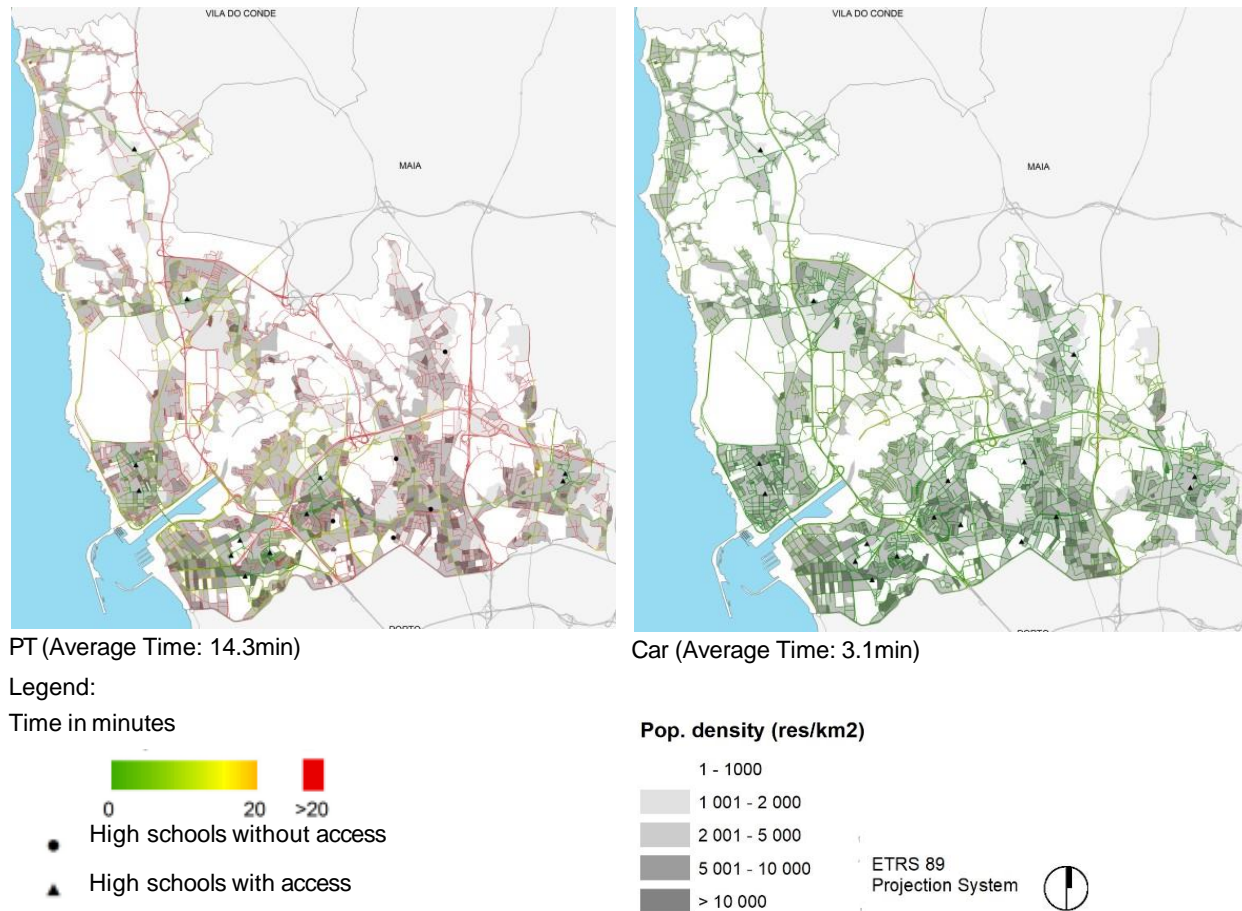 VILA DO CONDE
MAIA
PORTO
VILA DO CONDE
MAIA
PORTO
PT (Average Time: 14.3min)
Car (Average Time: 3.1min)
Legend:
Time in minutes
0 20 >20
High schools without access
High schools with access
Pop. density (res/km2)
1 - 1000
1 001 - 2 000
2 001 - 5 000
5 001 - 10 000
> 10 000
ETRS 89
Projection System